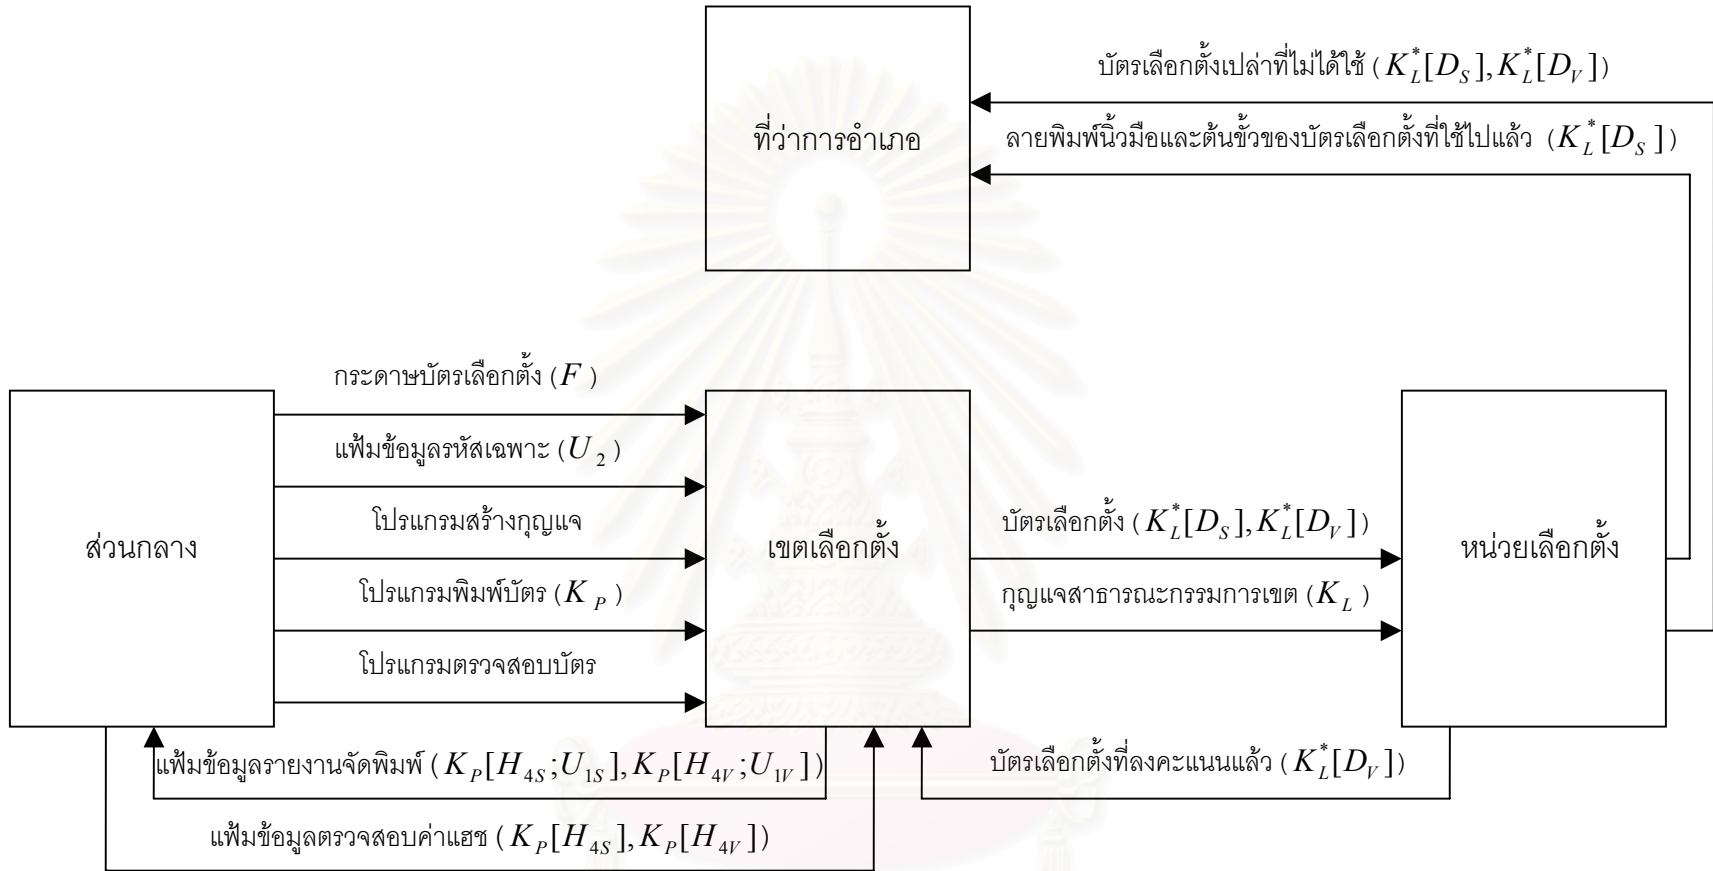 บัตรเลือกตั้งเปล่าที่ไม่ได้ใช้ ( $K_L^*[D_S], K_L^*[D_V]$ )
ที่ว่าการอำเภอ
ลายพิมพ์นิ้วมือและต้นขั้วของบัตรเลือกตั้งที่ใช้ไปแล้ว ( $K_L^*[D_S]$ )
กระดาษบัตรเลือกตั้ง ( $F$ )
แฟ้มข้อมูลรหัสเฉพาะ ( $U_2$ )
โปรแกรมสร้างกุญแจ
บัตรเลือกตั้ง ( $K_L^*[D_S], K_L^*[D_V]$ )
ส่วนกลาง
เขตเลือกตั้ง
หน่วยเลือกตั้ง
โปรแกรมพิมพ์บัตร ( $K_P$ )
กุญแจสาธารณะกรรมการเขต ( $K_L$ )
โปรแกรมตรวจสอบบัตร
แฟ้มข้อมูลรายงานจัดพิมพ์ ( $K_P[H_{4S};U_{1S}], K_P[H_{4V};U_{1V}]$ )
บัตรเลือกตั้งที่ลงคะแนนแล้ว ( $K_L^*[D_V]$ )
แฟ้มข้อมูลตรวจสอบค่าแฮช ( $K_P[H_{4S}], K_P[H_{4V}]$ )